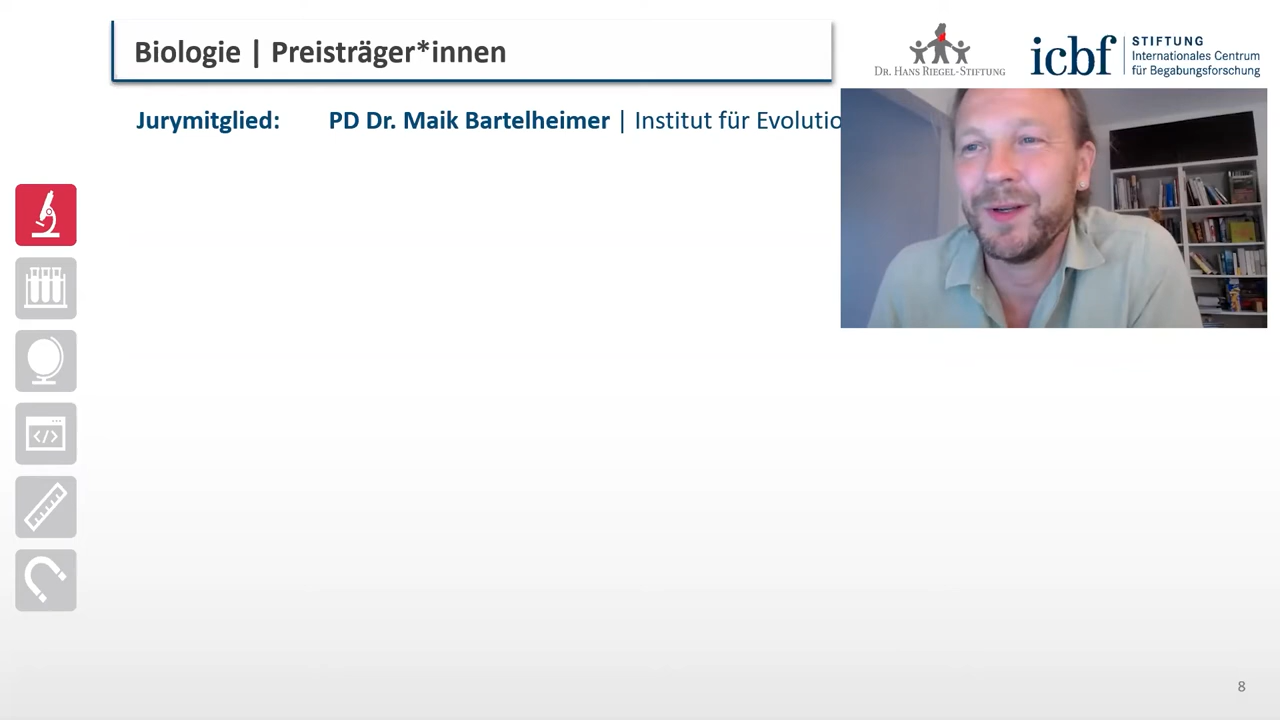 Biologie | Preisträger*innen
DR. HANS RIEGEL-STIFTUNG
icbf
STIFTUNG
Internationales Centrum
für Begabungsforschung
Jurymitglied: PD Dr. Maik Bartelheimer | Institut für Evolutio
</>
8